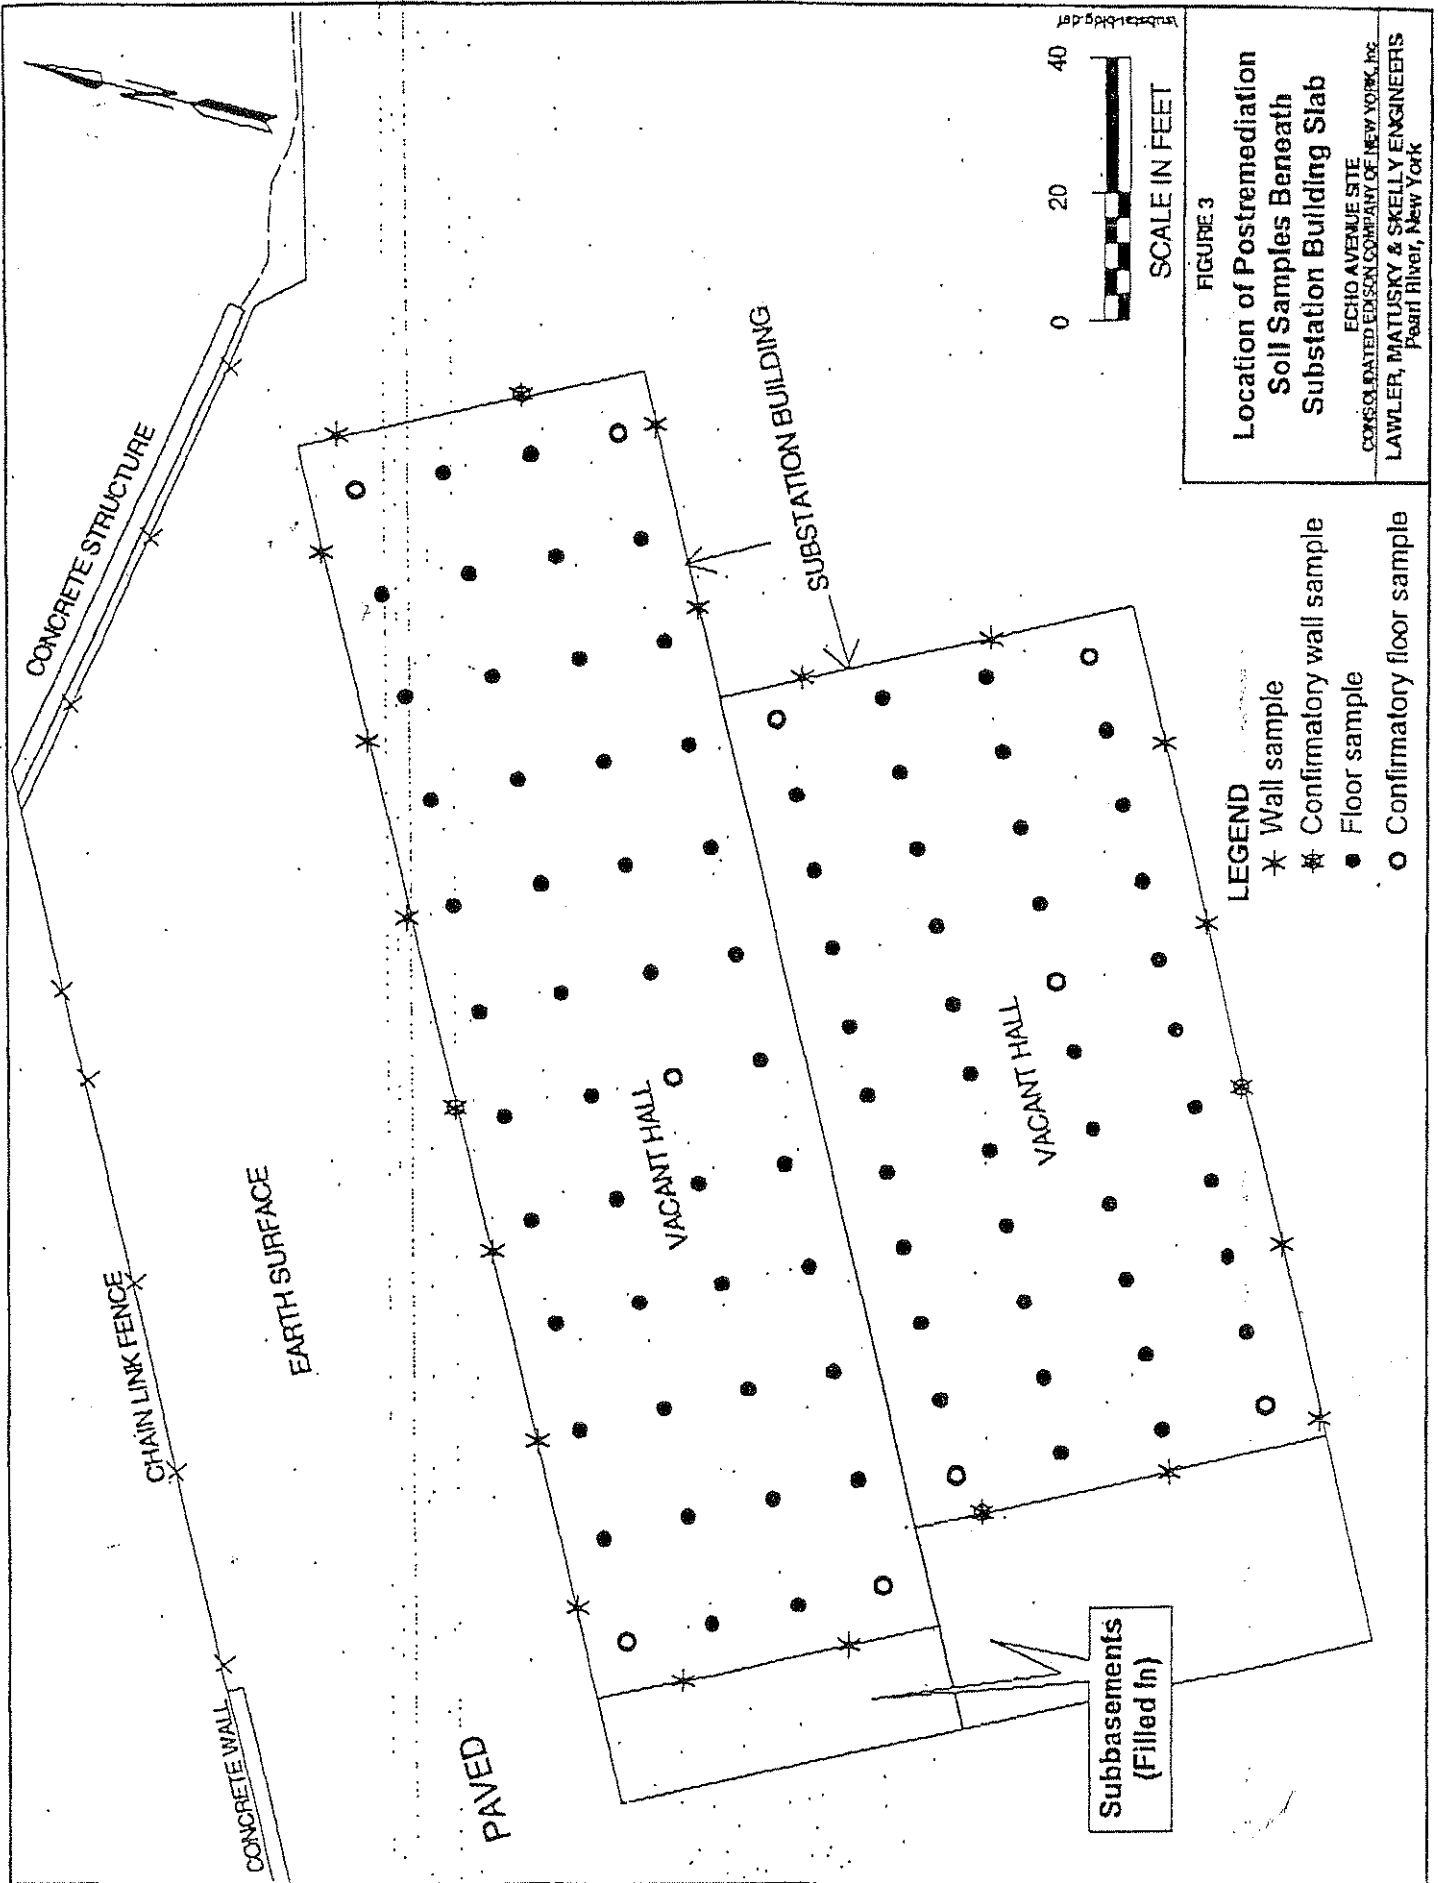 CONCRETE WALL
CHAIN LINK FENCE
CONCRETE STRUCTURE
EARTH SURFACE
PAVED
VACANT HALL
VACANT HALL
SUBSTATION BUILDING
Subbasements
(Filled In)
LEGEND
Wall sample
Confirmatory wall sample
Floor sample
Confirmatory floor sample
0 20 40
SCALE IN FEET
FIGURE 3
Location of Postremediation
Soil Samples Beneath
Substation Building Slab
ECHO AVENUE SITE
CONSOLIDATED EDISON COMPANY OF NEW YORK, Inc
LAWLER, MATUSKY & SKELLY ENGINEERS
Pearl River, New York